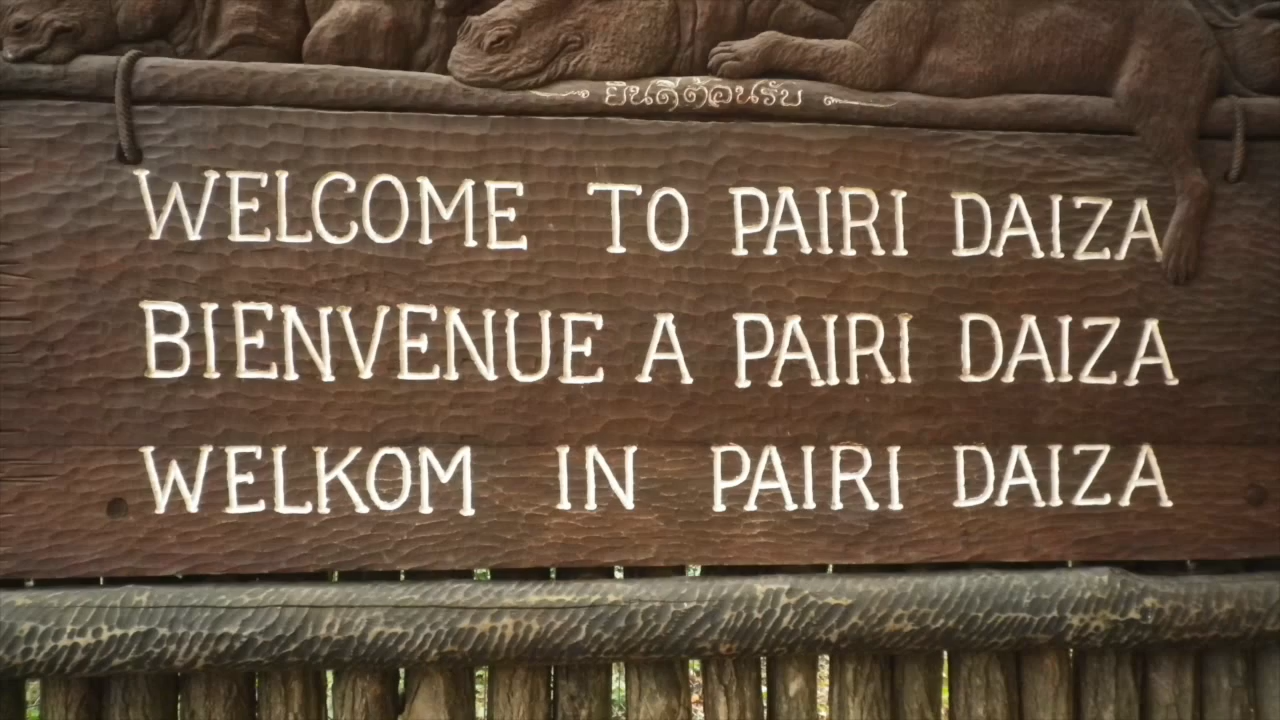 ยินดีต้อนรับ
WELCOME TO PAIRI DAIZA
BIENVENUE A PAIRI DAIZA
WELKOM IN PAIRI DAIZA